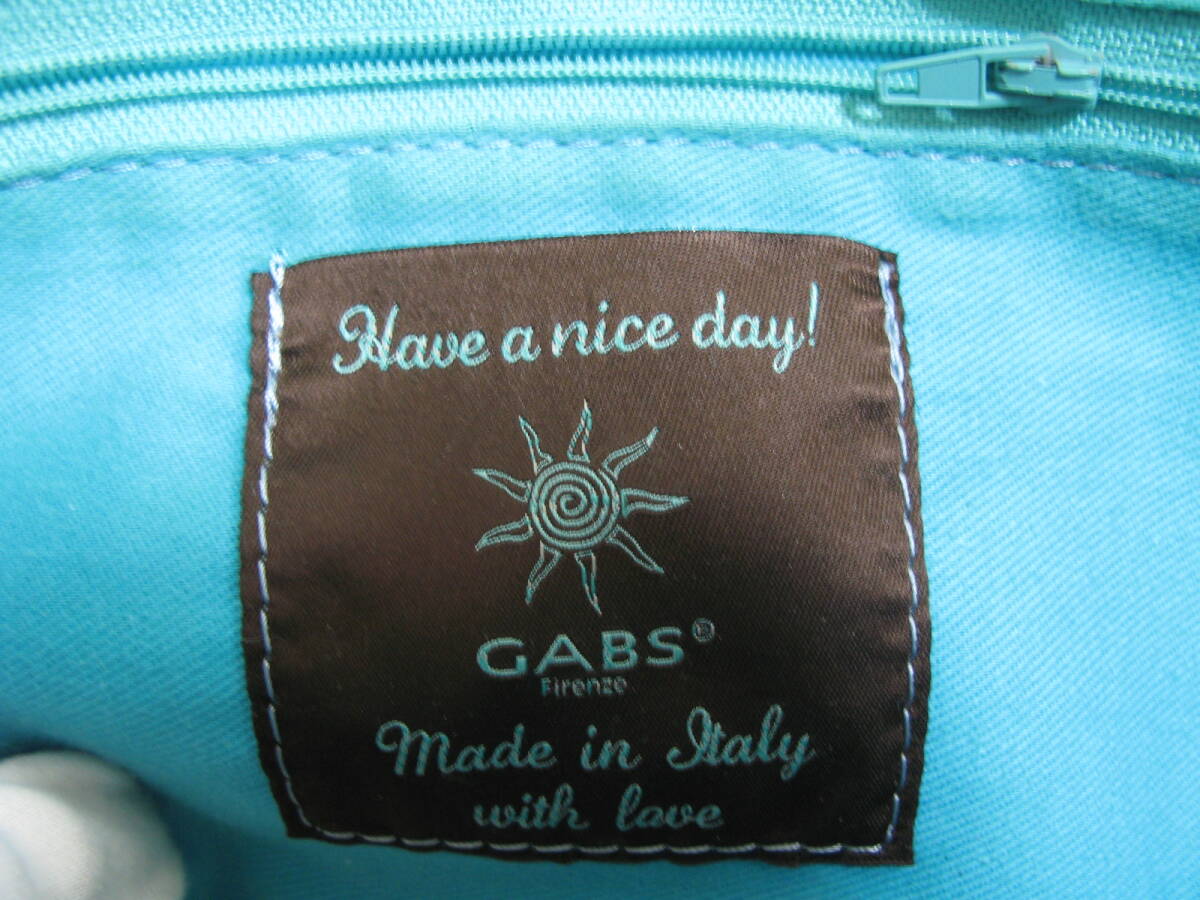 Have a nice day!
GABS®
Firenze
Made in Italy
with love